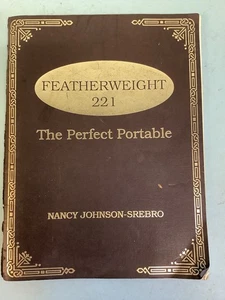 FEATHERWEIGHT
221
The Perfect Portable
NANCY JOHNSON-SREBRO